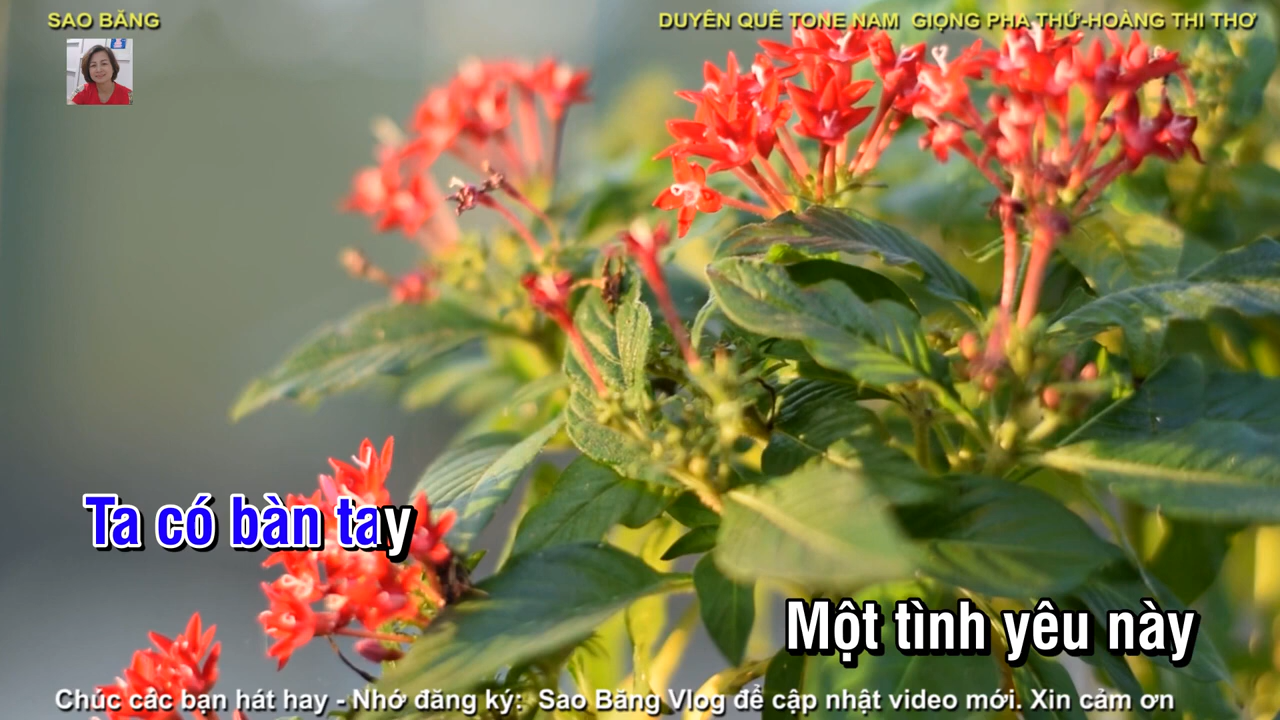 SAO BĂNG
DUYÊN QUÊ TONE NAM  GIỌNG PHA THỨ-HOÀNG THI THƠ
Ta có bàn tay
Một tình yêu này
Chúc các bạn hát hay - Nhớ đăng ký:  Sao Băng Vlog để cập nhật video mới. Xin cảm ơn